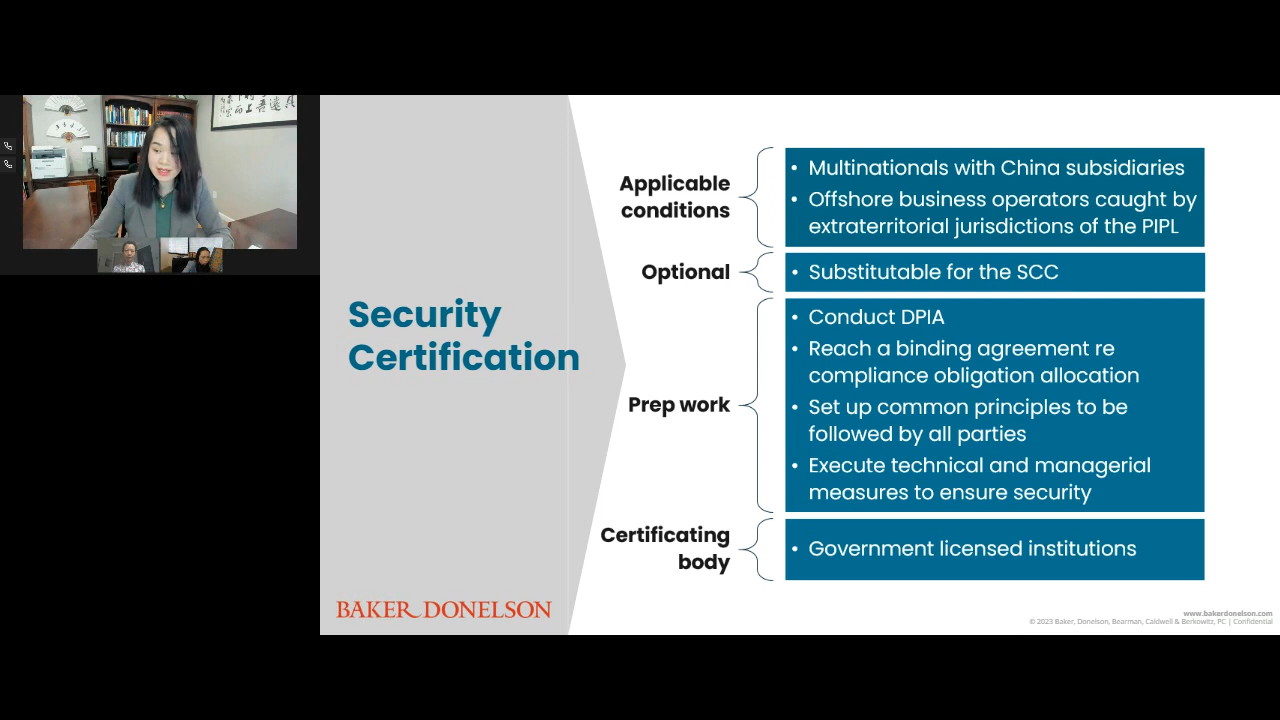 Security
Certification
Applicable
conditions
• Multinationals with China subsidiaries
• Offshore business operators caught by
extraterritorial jurisdictions of the PIPL
Optional
• Substitutable for the SCC
Prep work
• Conduct DPIA
• Reach a binding agreement re
compliance obligation allocation
• Set up common principles to be
followed by all parties
• Execute technical and managerial
measures to ensure security
Certificating
body
• Government licensed institutions
BAKER DONELSON
www.bakerdonelson.com
© 2023 Baker, Donelson, Bearman, Caldwell & Berkowitz, PC | Confidential